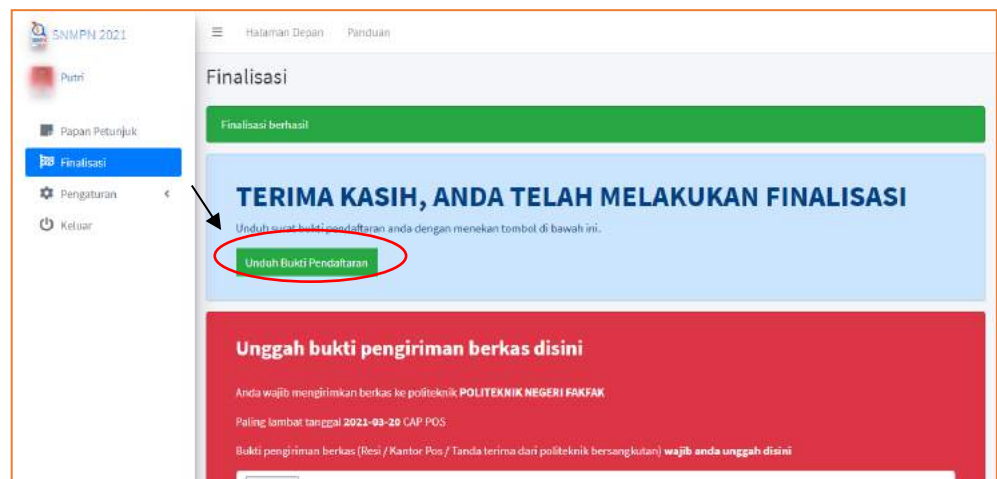 SNMPN 2021
Halaman Depan Panduan
Putri
Finalisasi
Papan Petunjuk
Finalisasi
Pengaturan
Keluar
Finalisasi berhasil
TERIMA KASIH, ANDA TELAH MELAKUKAN FINALISASI
Unduh surat bukti pendaftaran anda dengan menekan tombol di bawah ini.
Unduh Bukti Pendaftaran
Unggah bukti pengiriman berkas disini
Anda wajib mengirimkan berkas ke politeknik POLITEKNIK NEGERI FAKFAK
Paling lambat tanggal 2021-03-20 CAP POS
Bukti pengiriman berkas (Resi / Kantor Pos / Tanda terima dari politeknik bersangkutan) wajib anda unggah disini